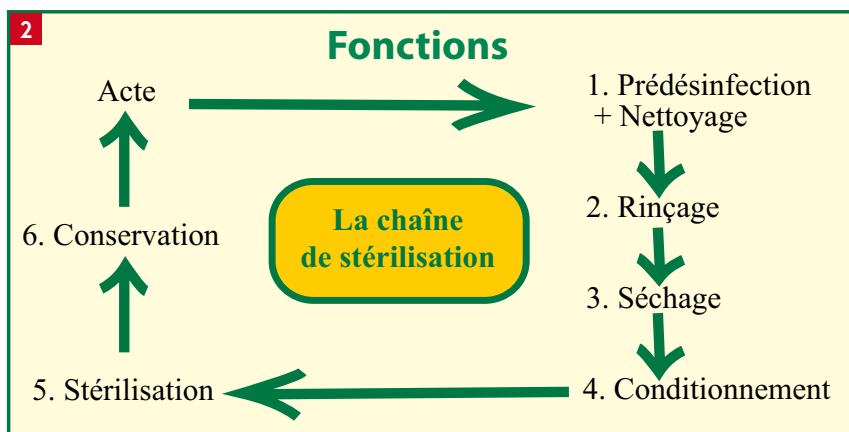 2
Fonctions
Acte
1. Prédésinfection
+ Nettoyage
2. Rinçage
La chaîne
de stérilisation
6. Conservation
3. Séchage
5. Stérilisation
4. Conditionnement